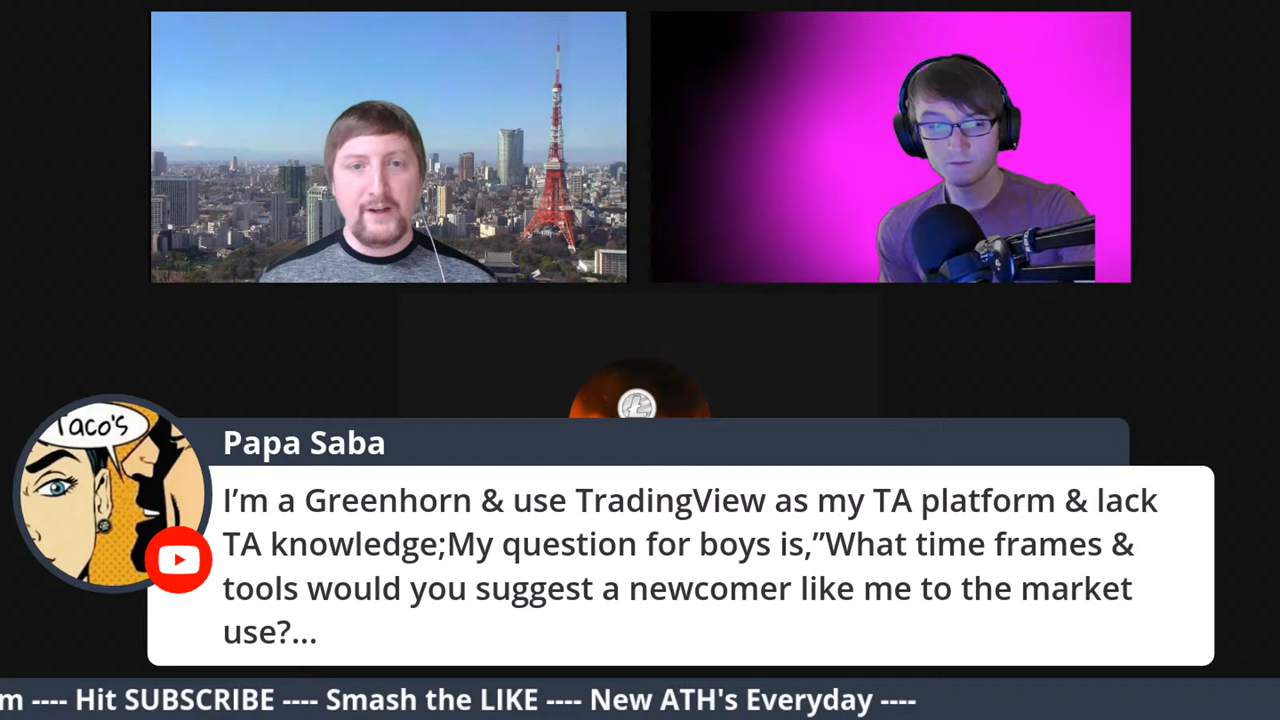 Taco's
Papa Saba
I'm a Greenhorn & use TradingView as my TA platform & lack
TA knowledge;My question for boys is,”What time frames &
tools would you suggest a newcomer like me to the market
use?...
m ---- Hit SUBSCRIBE ---- Smash the LIKE ---- New ATH's Everyday ----